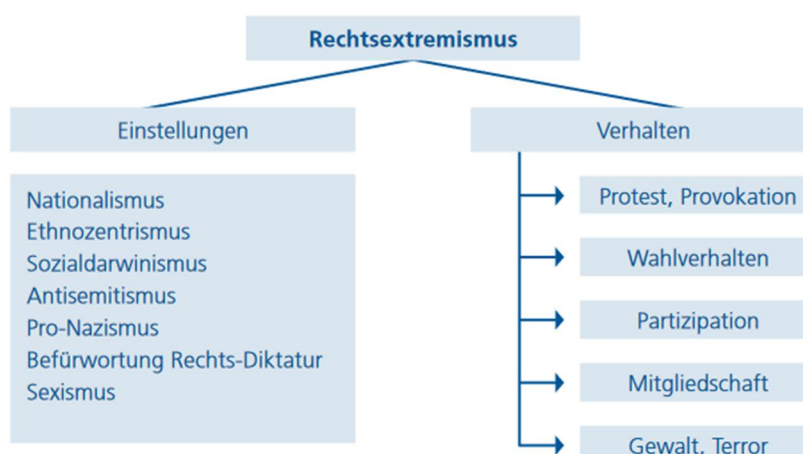 Rechtsextremismus
Einstellungen
Nationalismus
Ethnozentrismus
Sozialdarwinismus
Antisemitismus
Pro-Nazismus
Befürwortung Rechts-Diktatur
Sexismus
Verhalten
Protest, Provokation
Wahlverhalten
Partizipation
Mitgliedschaft
Gewalt, Terror